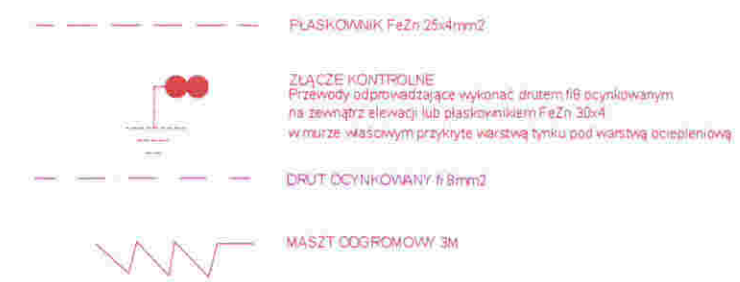 PŁASKOWNIK FeZn 25x4mm2
ZŁĄCZE KONTROLNE
Przewody odprowadzające wykonać drutem fi8 ocynkowanym
na zewnątrz elewacji lub płaskownikiem FeZn 30x4
w murze właściwym przykryte warstwą tynku pod warstwą ociepleniową
DRUT OCYNKOWANY fi 8mm2
MASZT ODGROMOWY 3M